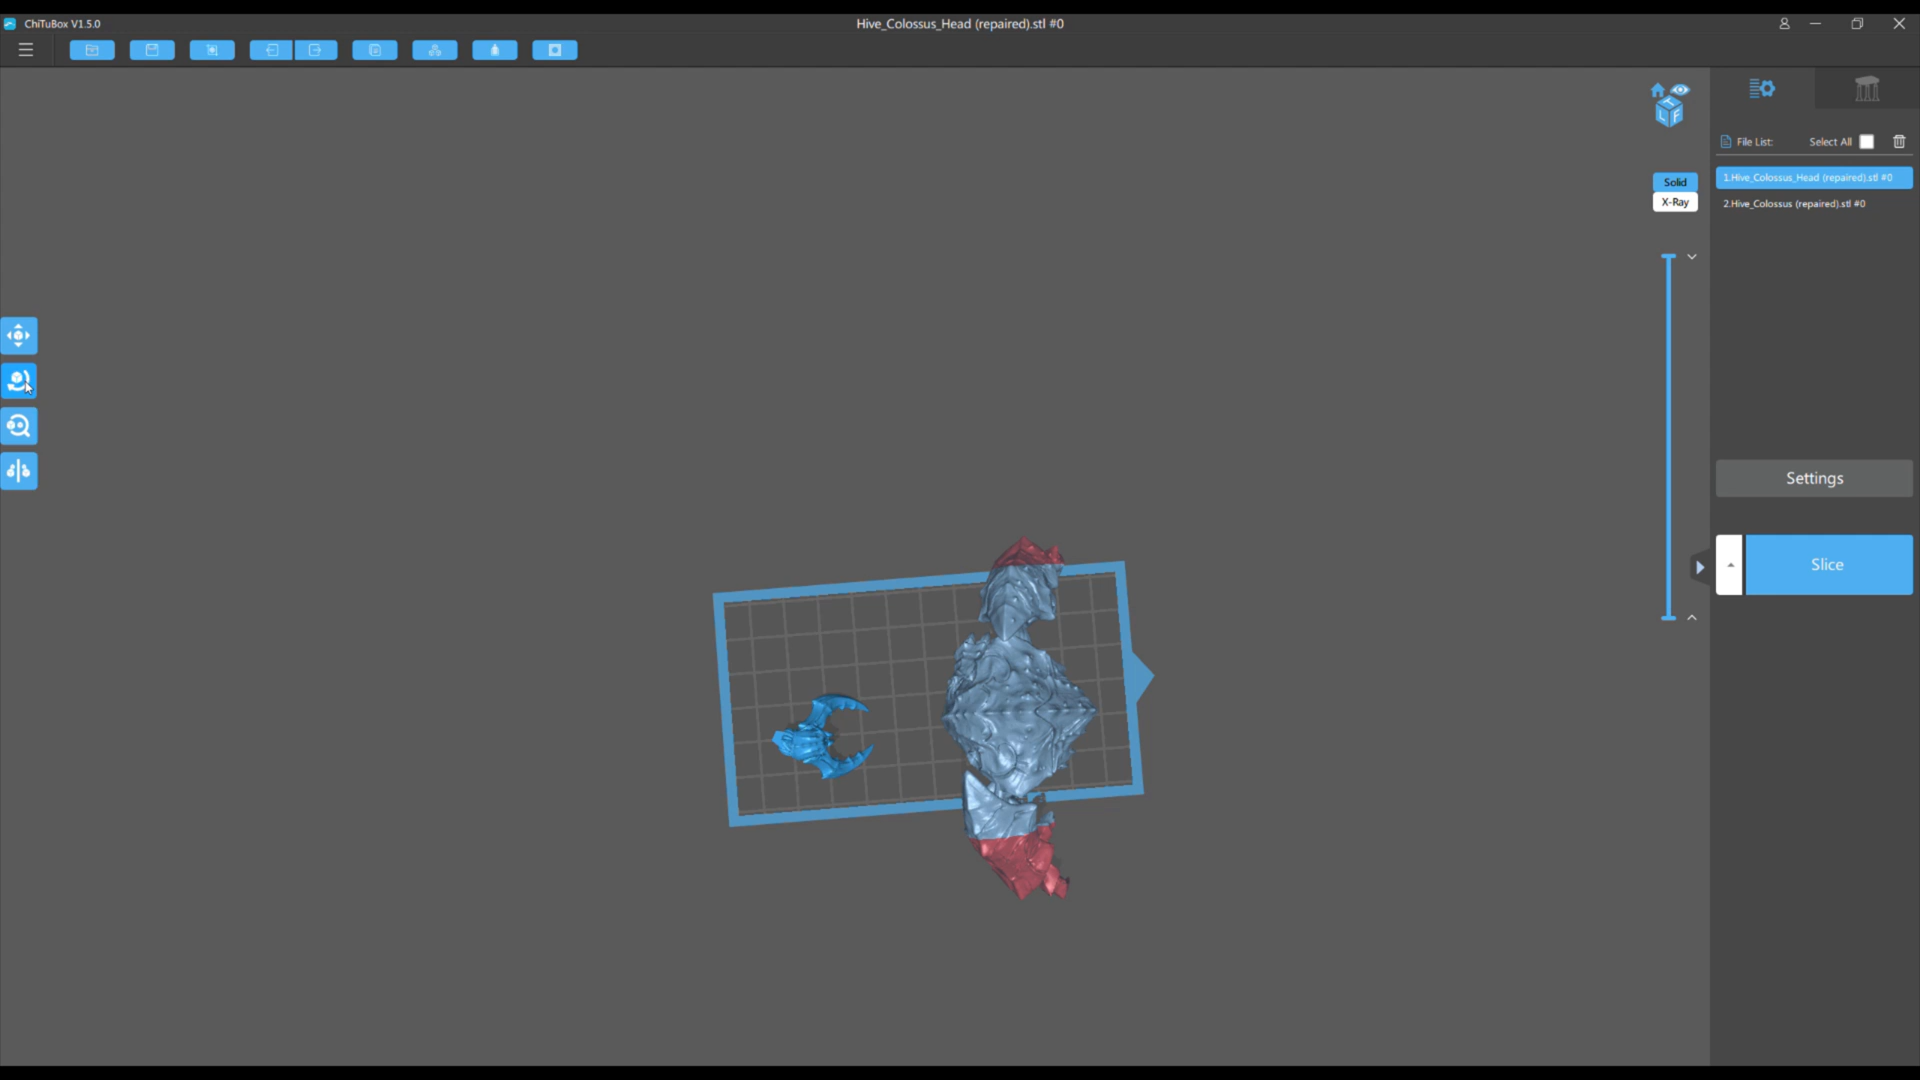 ChiTuBox V1.5.0
Hive_Colossus_Head (repaired).stl #0
File List:
Select All
1.Hive_Colossus_Head (repaired).stl #0
2.Hive_Colossus (repaired).stl #0
T
L F
Solid
X-Ray
Settings
Slice